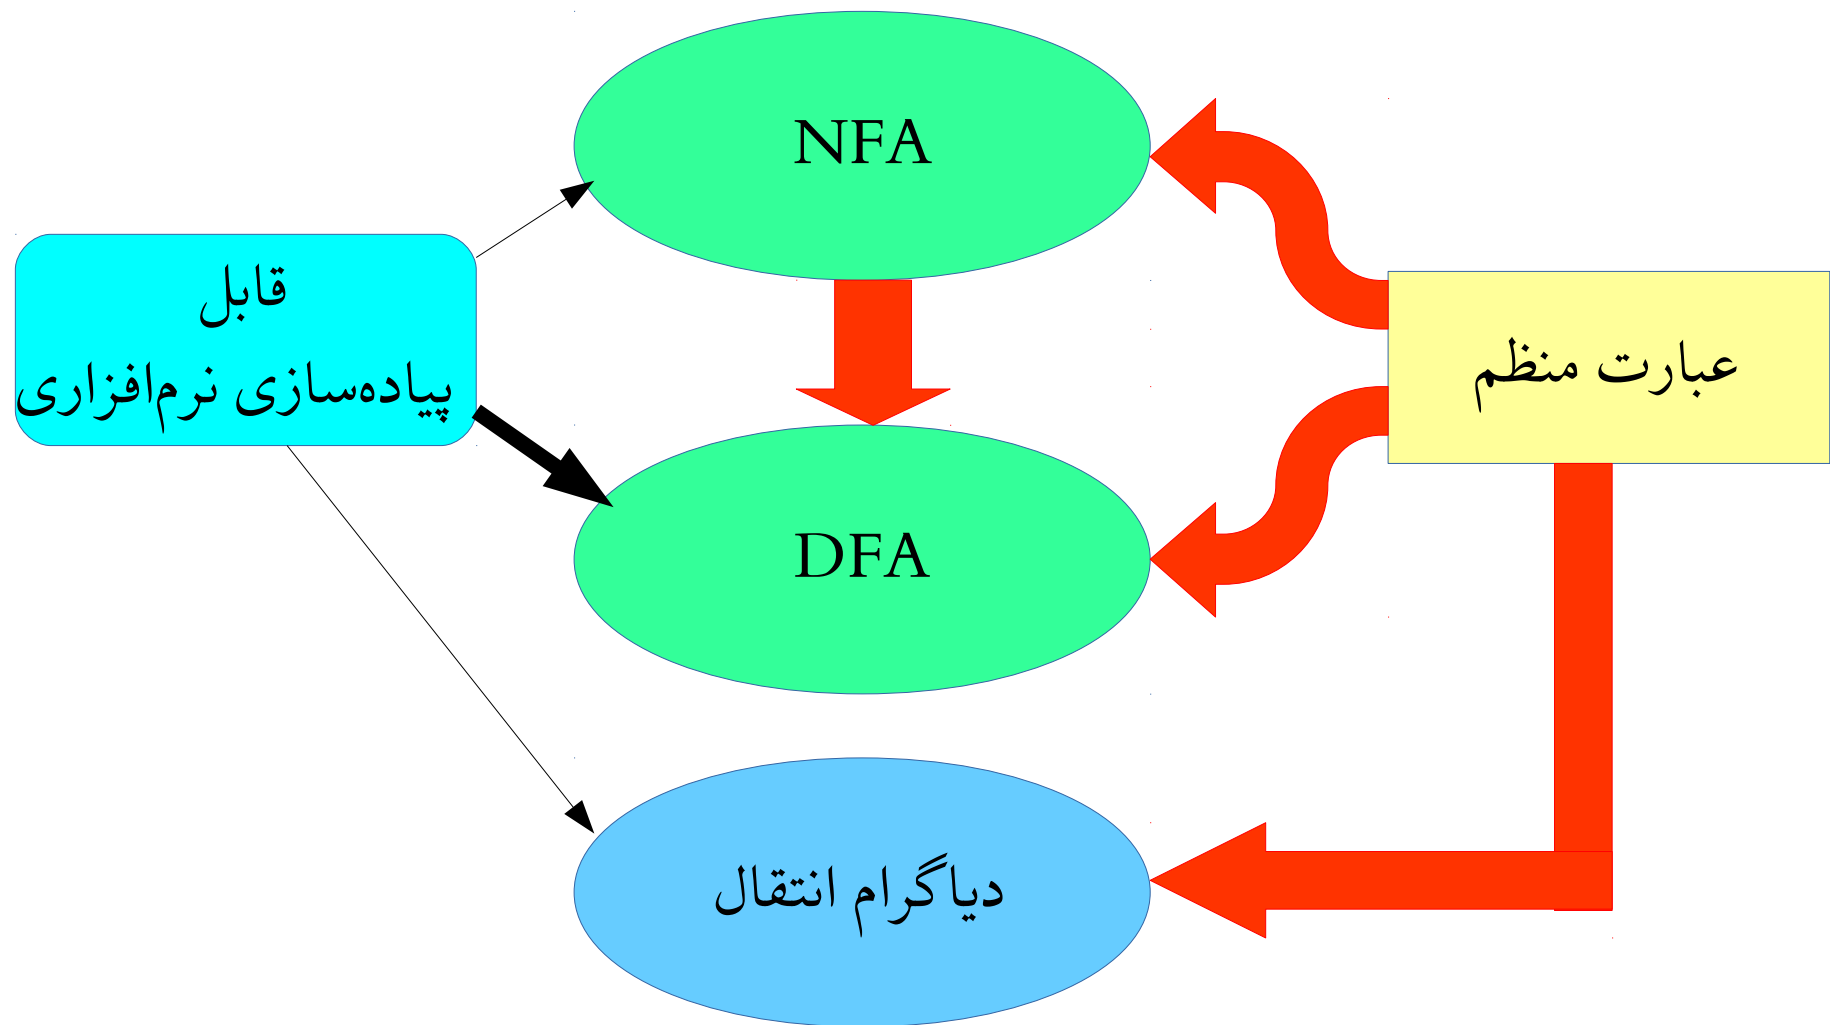 NFA
قابل
پیاده‌سازی نرم‌افزاری
عبارت منظم
DFA
دیاگرام انتقال